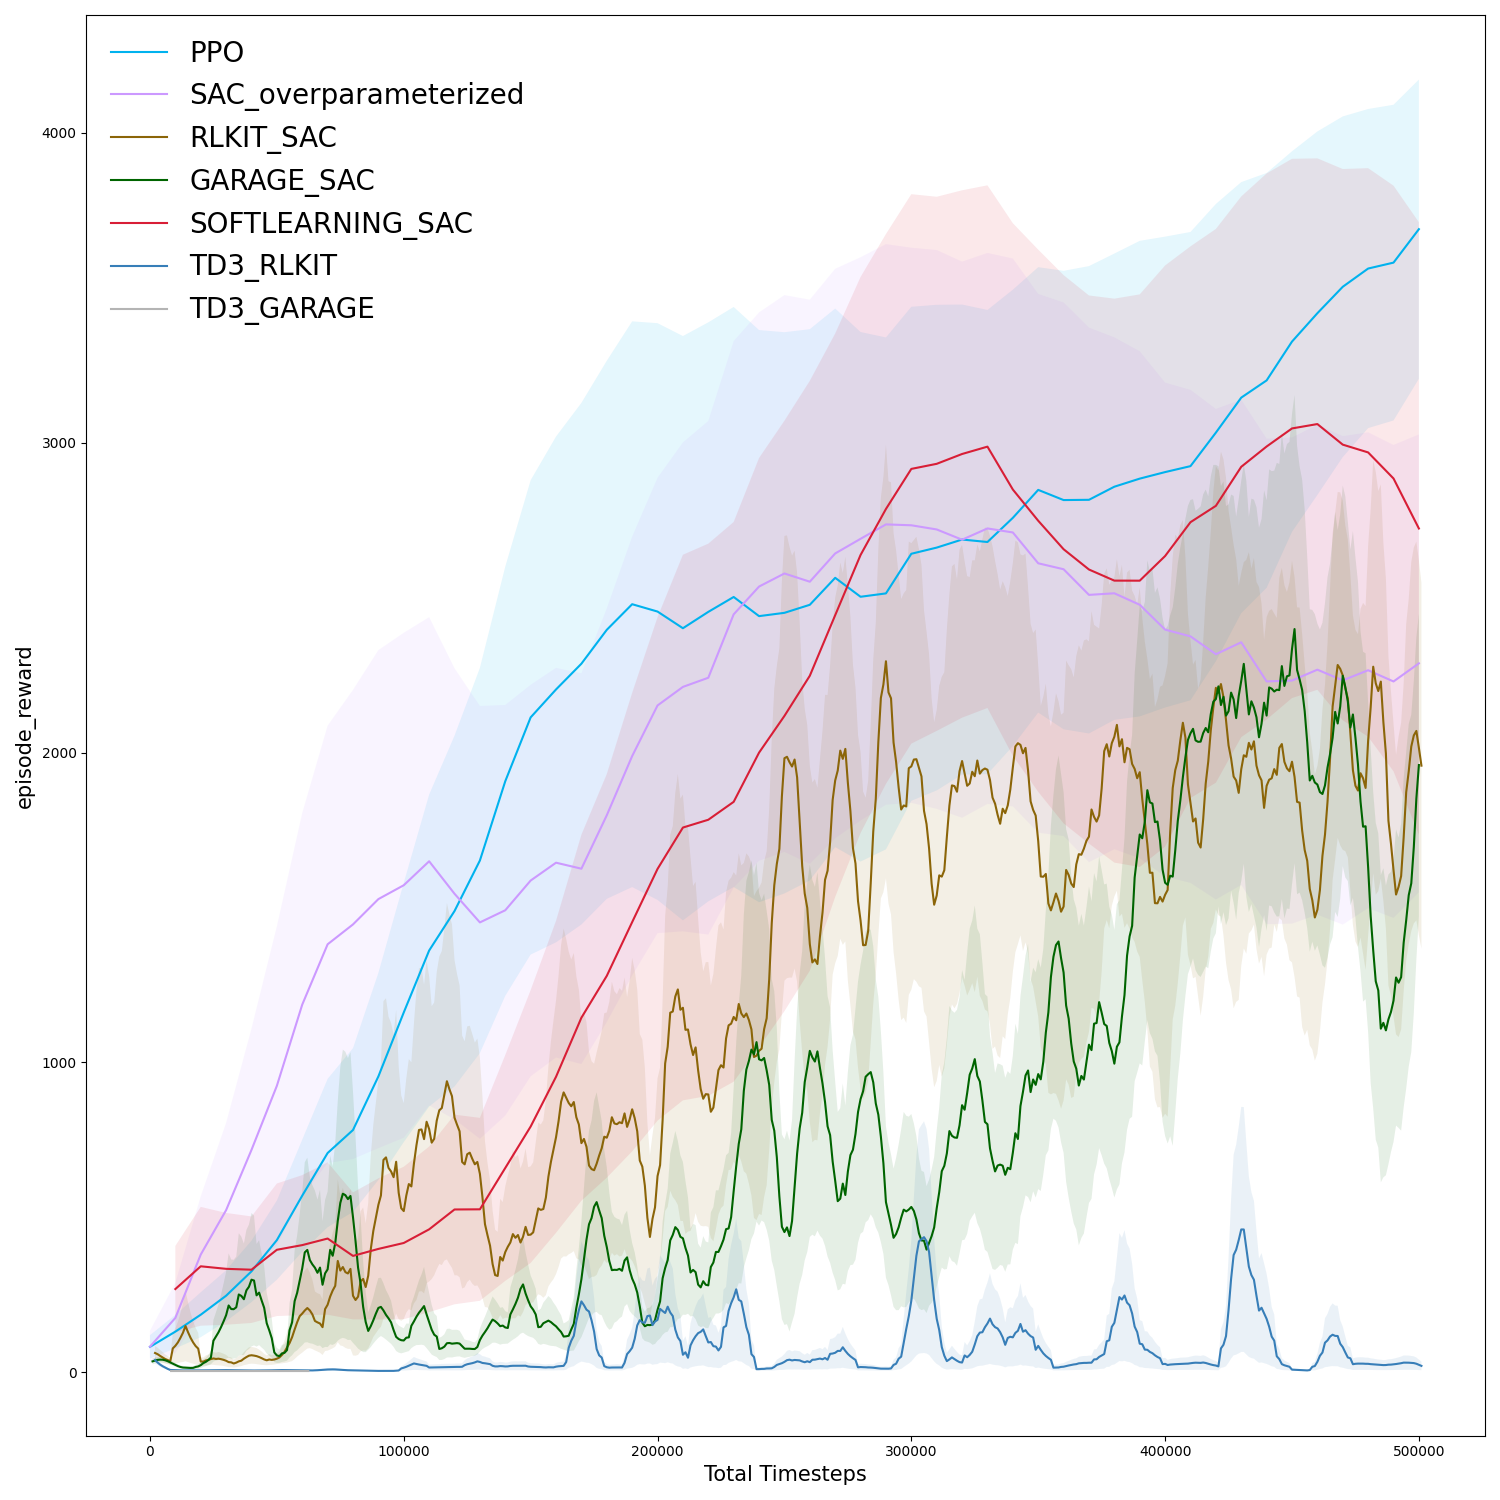 PPO
SAC_overparameterized
RLKIT_SAC
GARAGE_SAC
SOFTLEARNING_SAC
TD3_RLKIT
TD3_GARAGE
4000
3000
2000
1000
0
episode_reward
0 100000 200000 300000 400000 500000
Total Timesteps